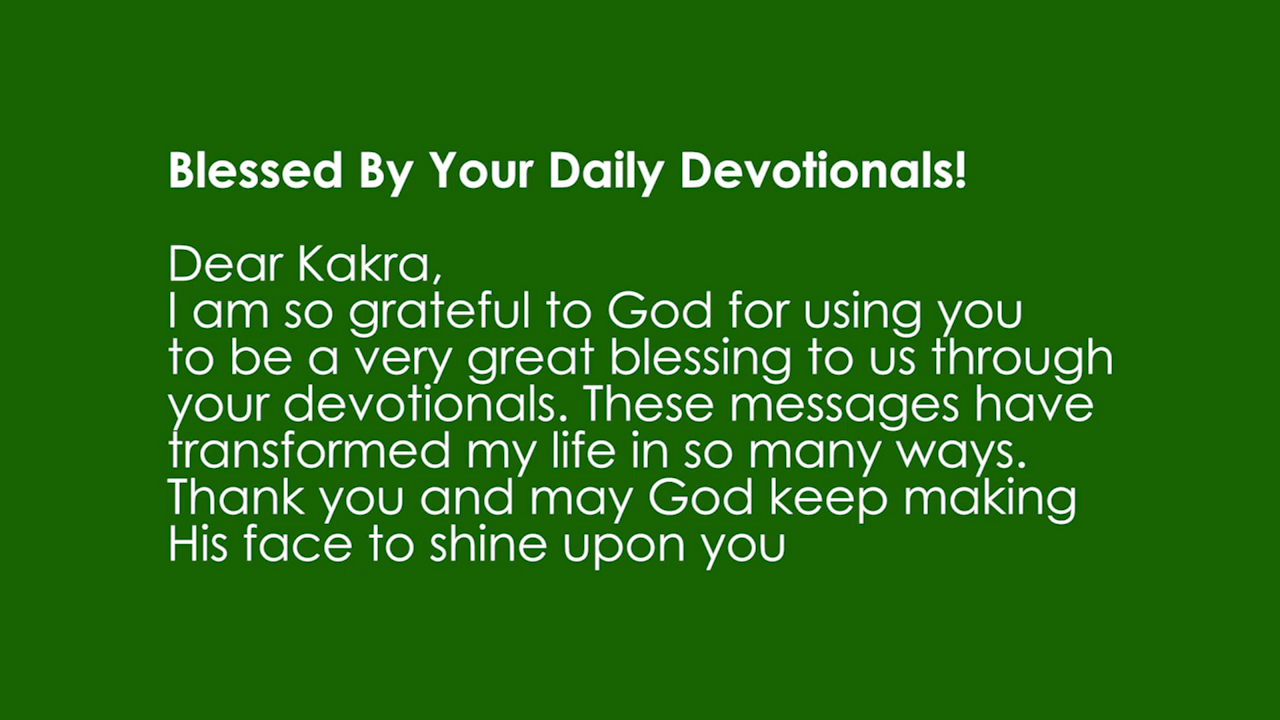 Blessed By Your Daily Devotionals!
Dear Kakra,
I am so grateful to God for using you
to be a very great blessing to us through
your devotionals. These messages have
transformed my life in so many ways.
Thank you and may God keep making
His face to shine upon you